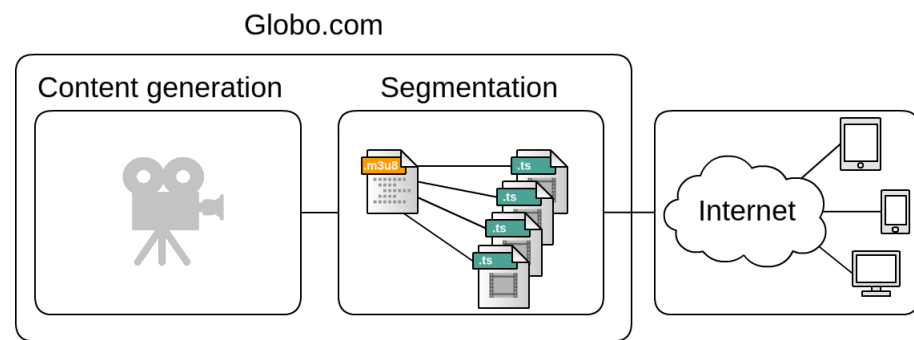 Globo.com
Content generation
Segmentation
.m3u8
.ts
.ts
.ts
.ts
Internet